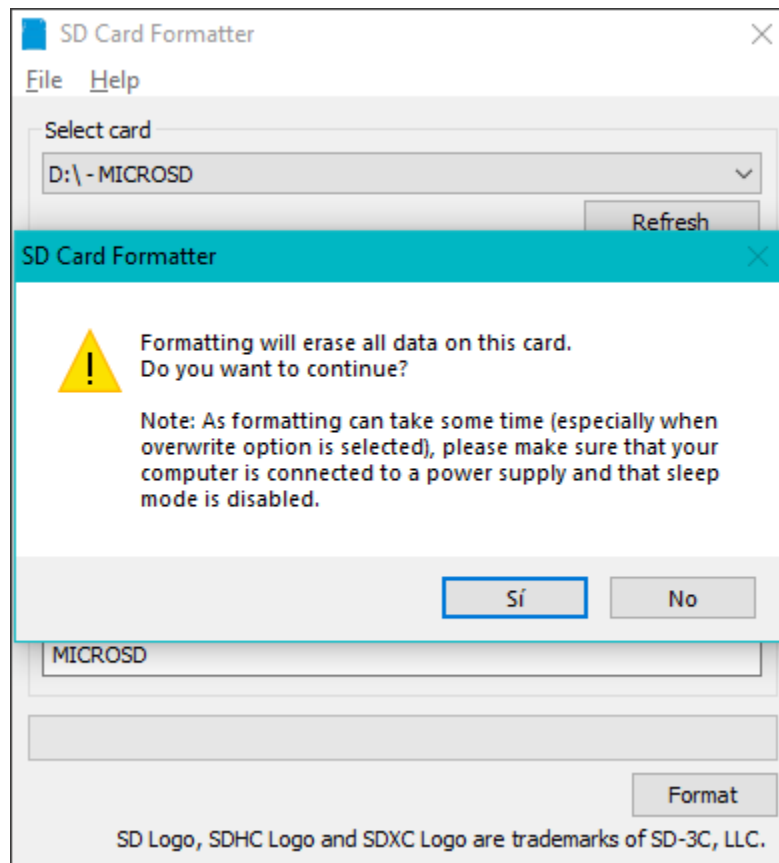 SD Card Formatter
File Help
Select card
D:\ - MICROSD
Refresh
SD Card Formatter
Formatting will erase all data on this card.
Do you want to continue?
Note: As formatting can take some time (especially when
overwrite option is selected), please make sure that your
computer is connected to a power supply and that sleep
mode is disabled.
Sí No
MICROSD
Format
SD Logo, SDHC Logo and SDXC Logo are trademarks of SD-3C, LLC.